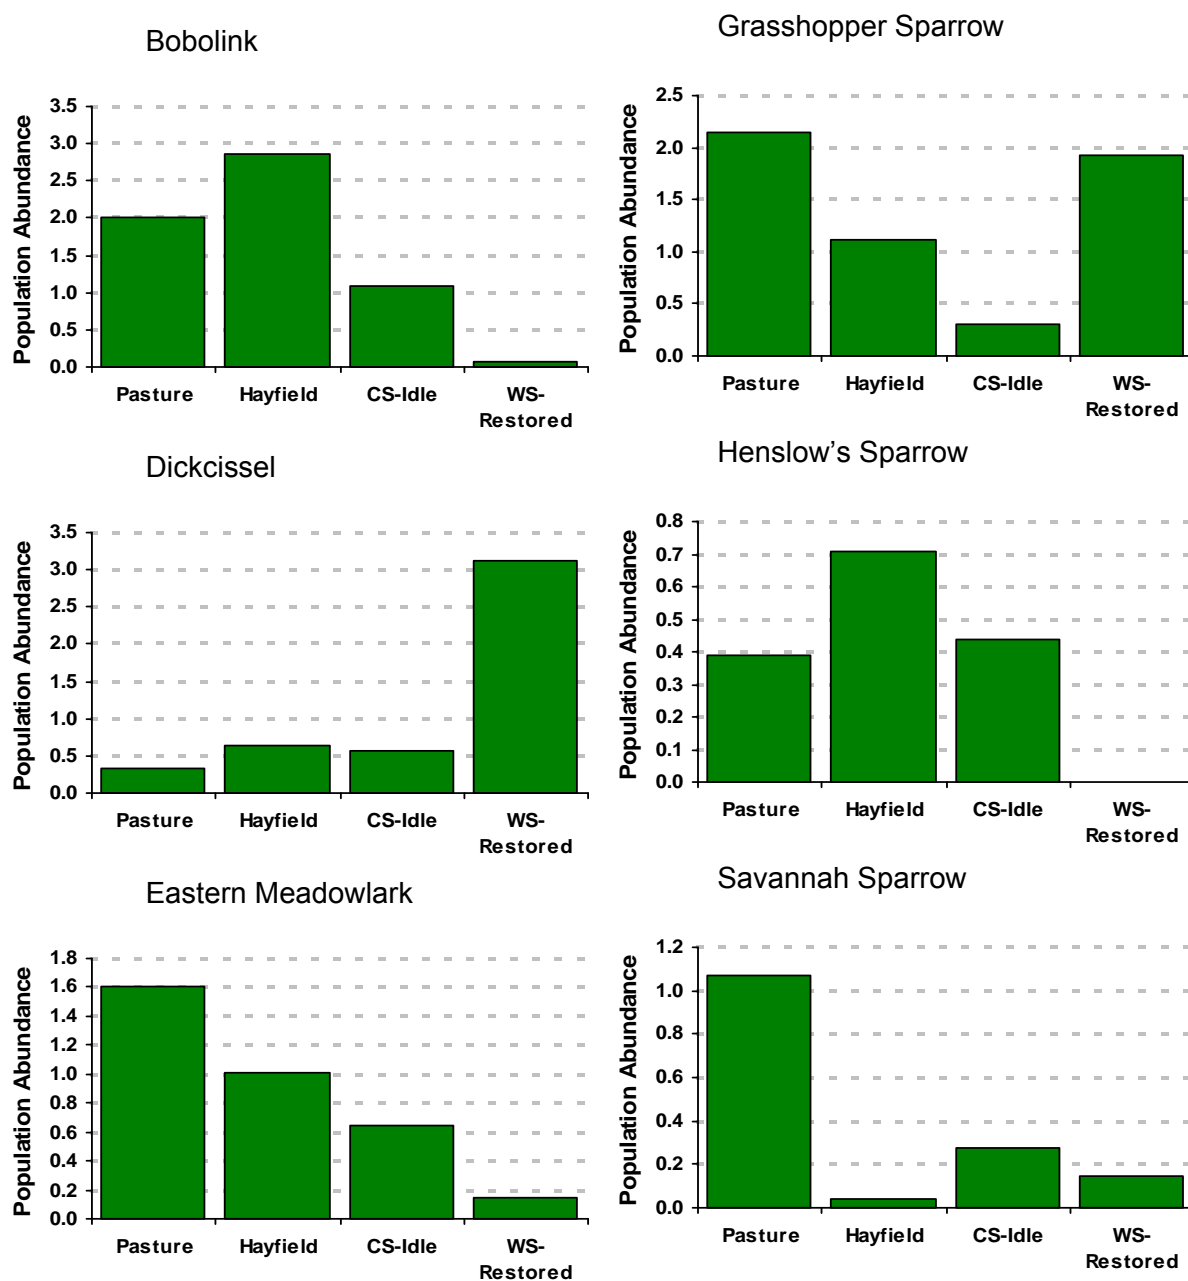 Bobolink
Population Abundance
3.5
3.0
2.5
2.0
1.5
1.0
0.5
0.0
Pasture Hayfield CS-Idle WS-
Restored
Grasshopper Sparrow
Population Abundance
2.5
2.0
1.5
1.0
0.5
0.0
Pasture Hayfield CS-Idle WS-
Restored
Dickcissel
Population Abundance
3.5
3.0
2.5
2.0
1.5
1.0
0.5
0.0
Pasture Hayfield CS-Idle WS-
Restored
Henslow’s Sparrow
Population Abundance
0.8
0.7
0.6
0.5
0.4
0.3
0.2
0.1
0.0
Pasture Hayfield CS-Idle WS-
Restored
Eastern Meadowlark
Population Abundance
1.8
1.6
1.4
1.2
1.0
0.8
0.6
0.4
0.2
0.0
Pasture Hayfield CS-Idle WS-
Restored
Savannah Sparrow
Population Abundance
1.2
1.0
0.8
0.6
0.4
0.2
0.0
Pasture Hayfield CS-Idle WS-
Restored